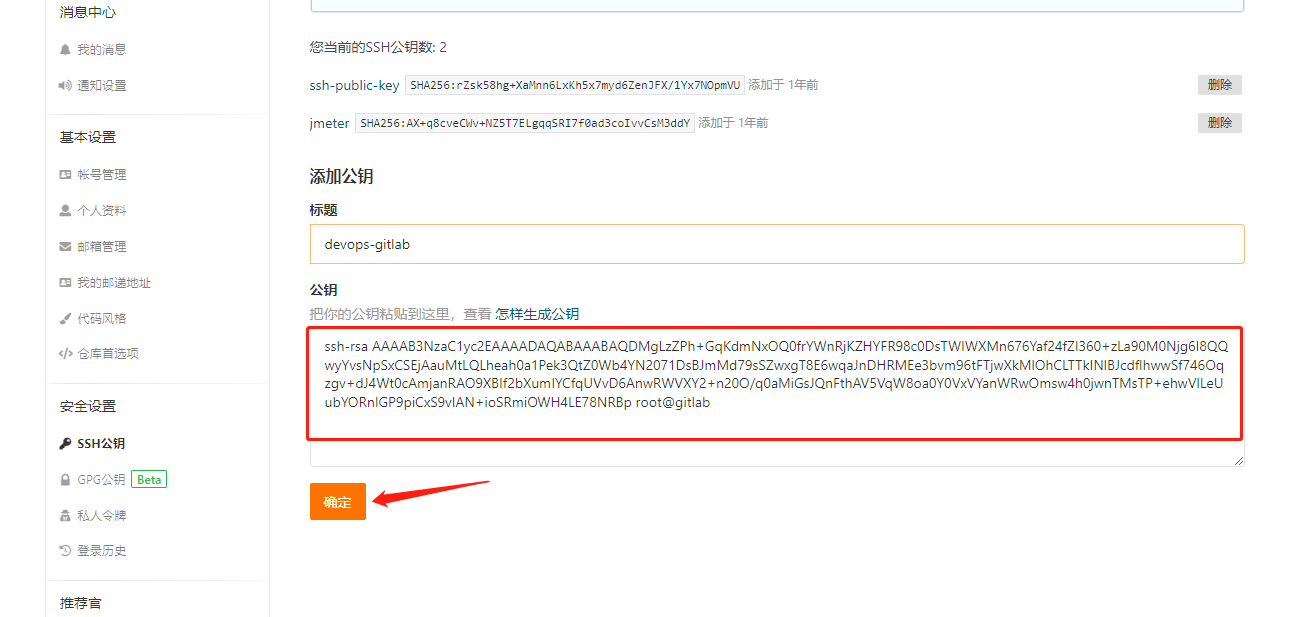 消息中心
我的消息
通知设置
基本设置
帐号管理
个人资料
邮箱管理
我的邮递地址
代码风格
仓库首选项
安全设置
SSH公钥
GPG公钥 Beta
私人令牌
登录历史
推荐官
您当前的SSH公钥数: 2
ssh-public-key SHA256:rZsk58hg+XaMnn6LxKh5x7myd6ZenJFX/1Yx7NOpmVU 添加于 1年前 删除
jmeter SHA256:AX+q8cveCWv+NZ5T7ELgqqSRI7f0ad3coIvvCsM3ddY 添加于 1年前 删除
添加公钥
标题
devops-gitlab
公钥
把你的公钥粘贴到这里，查看 怎样生成公钥
ssh-rsa AAAAB3NzaC1yc2EAAAADAQABAAABAQDMgLzZPh+GqKdmNxOQ0frYWnRjKZHYFR98c0DsTWIWXMn676Yaf24fZl360+zLa90M0Njg6I8QQ
wyYvsNpSxCSEjAauMtLQLheah0a1Pek3QtZ0Wb4YN2071DsBJmMd79sSZwxgT8E6wqaJnDHRMEe3bvm96tFTjwXkMIOhCLTTkINlBJcdflhwwSf746Oq
zgv+dJ4Wt0cAmjanRAO9XBIf2bXumIYCfqUVvD6AnwRWVXY2+n20O/q0aMiGsJQnFthAV5VqW8oa0Y0VxVYanWRwOmsw4h0jwnTMsTP+ehwVlLeU
ubYORnIGP9piCxS9vIAN+ioSRmiOWH4LE78NRBp root@gitlab
确定